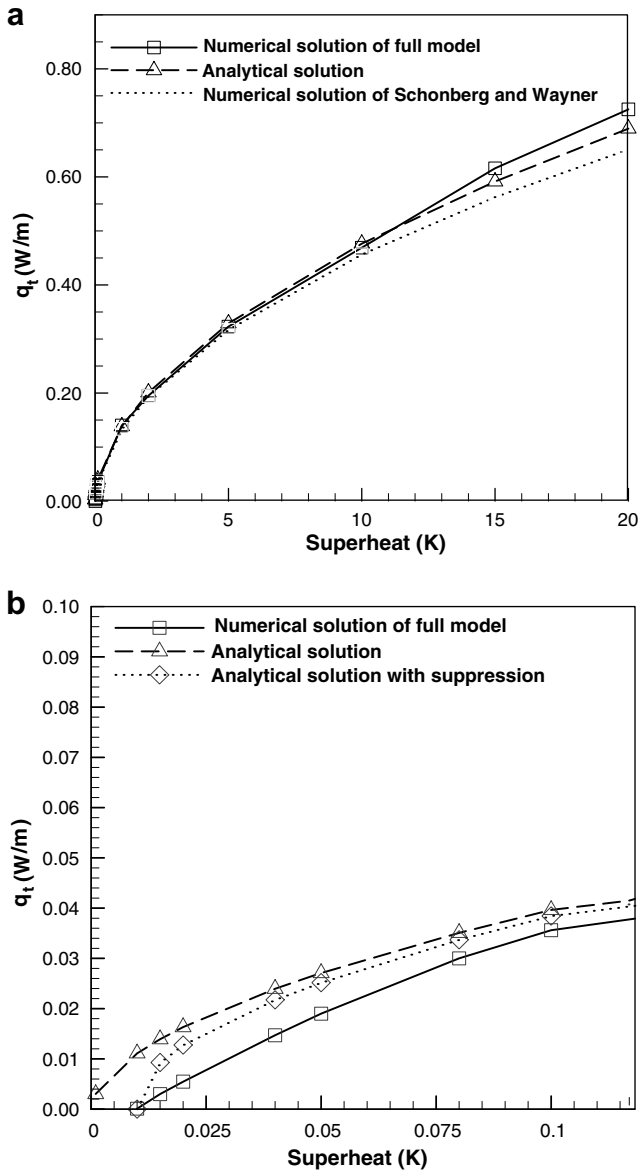 a
0.80
0.60
0.40
0.20
0.00
q_t (W/m)
Numerical solution of full model
Analytical solution
Numerical solution of Schonberg and Wayner
0
5
10
15
20
Superheat (K)
b
0.10
0.09
0.08
0.07
0.06
0.05
0.04
0.03
0.02
0.01
0.00
q_t (W/m)
Numerical solution of full model
Analytical solution
Analytical solution with suppression
0
0.025
0.05
0.075
0.1
Superheat (K)